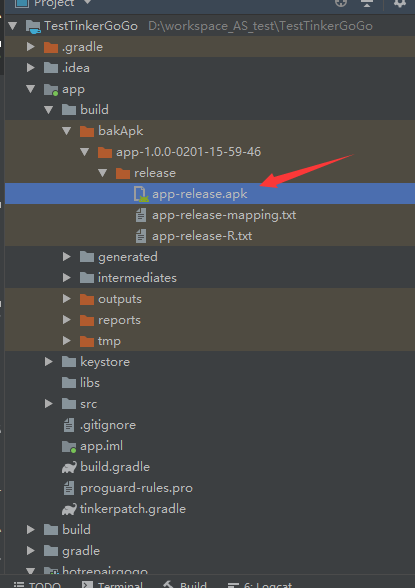 Project
TestTinkerGoGo D:\workspace_AS_test\TestTinkerGoGo
.gradle
.idea
app
build
bakApk
app-1.0.0-0201-15-59-46
release
app-release.apk
app-release-mapping.txt
app-release-R.txt
generated
intermediates
outputs
reports
tmp
keystore
libs
src
.gitignore
app.iml
build.gradle
proguard-rules.pro
tinkerpatch.gradle
build
gradle
hotrepairgogo
TODO Terminal Build 6: Logcat